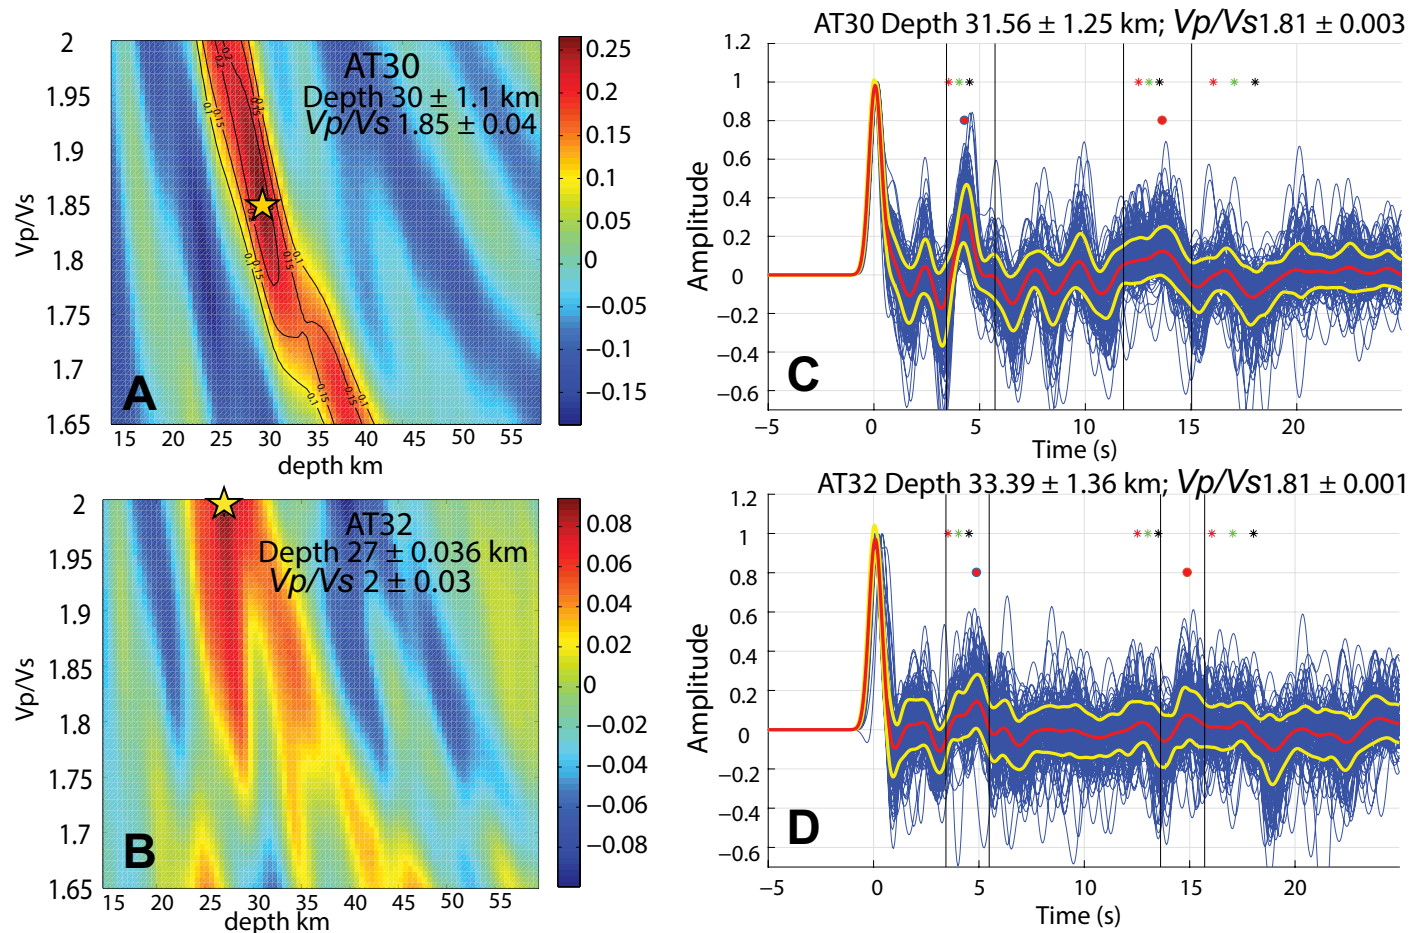 2
1.95
1.9
1.85
1.8
1.75
1.7
1.65
Vp/Vs
AT30
Depth 30 ± 1.1 km
Vp/Vs 1.85 ± 0.04
A
15 20 25 30 35 40 45 50 55
depth km
0.25
0.2
0.15
0.1
0.05
0
−0.05
−0.1
−0.15
AT30 Depth 31.56 ± 1.25 km; Vp/Vs1.81 ± 0.003
1.2
1
0.8
0.6
0.4
0.2
0
−0.2
−0.4
−0.6
Amplitude
C
−5 0 5 10 15 20
Time (s)
2
1.95
1.9
1.85
1.8
1.75
1.7
1.65
Vp/Vs
AT32
Depth 27 ± 0.036 km
Vp/Vs 2 ± 0.03
B
15 20 25 30 35 40 45 50 55
depth km
0.08
0.06
0.04
0.02
0
−0.02
−0.04
−0.06
−0.08
AT32 Depth 33.39 ± 1.36 km; Vp/Vs1.81 ± 0.001
1.2
1
0.8
0.6
0.4
0.2
0
−0.2
−0.4
−0.6
Amplitude
D
−5 0 5 10 15 20
Time (s)